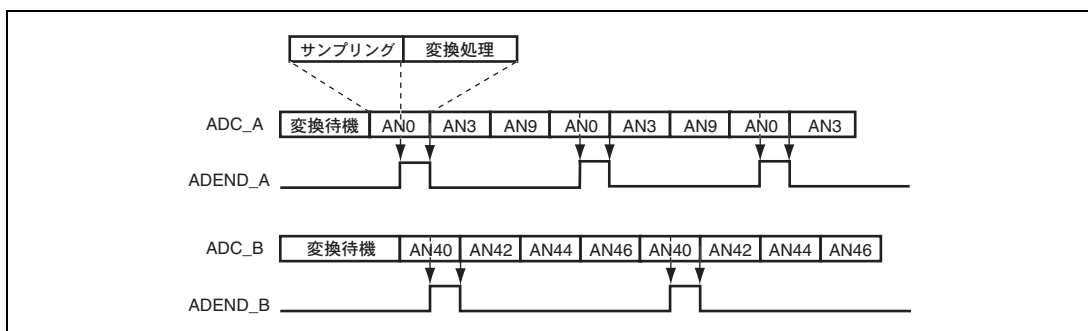 サンプリング 変換処理
ADC_A 変換待機 AN0 AN3 AN9 AN0 AN3 AN9 AN0 AN3
ADEND_A
ADC_B 変換待機 AN40 AN42 AN44 AN46 AN40 AN42 AN44 AN46
ADEND_B